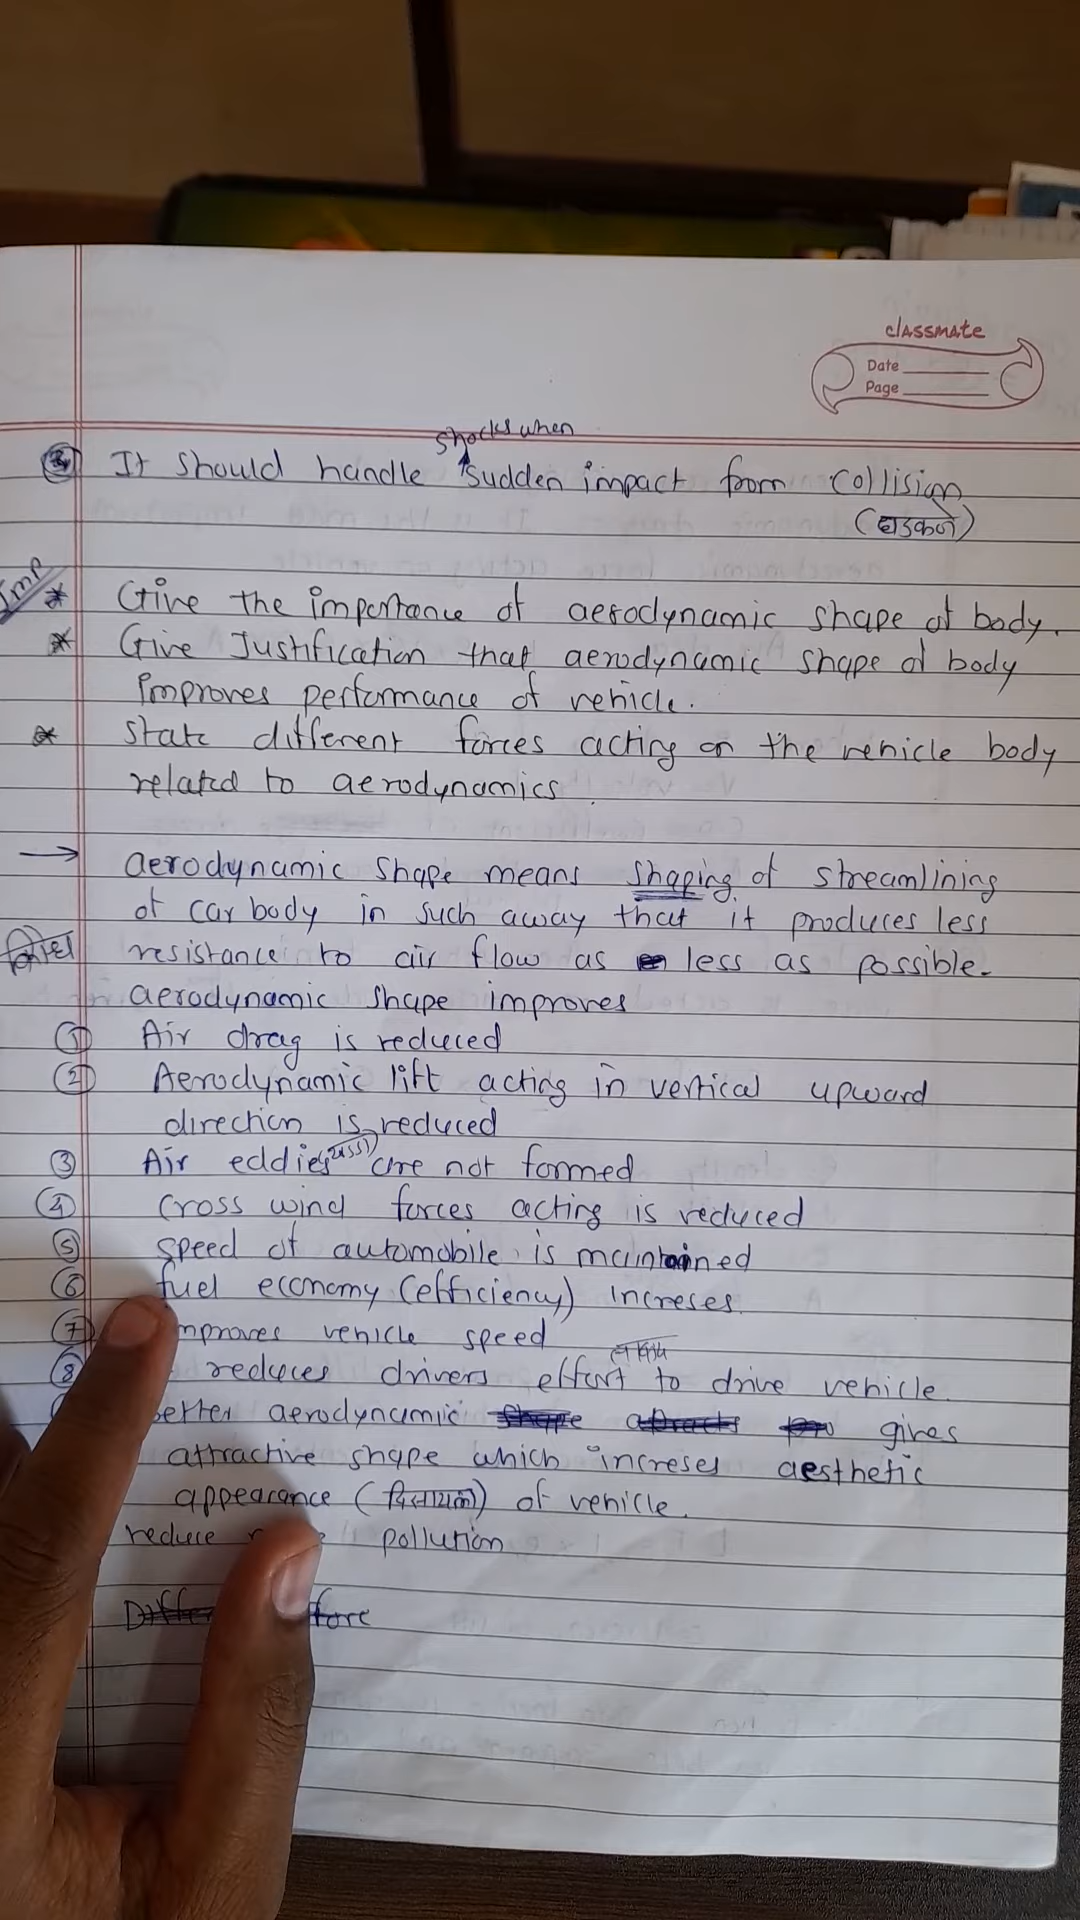 classmate
Date
Page
shocks when
3 It should handle sudden impact from collision
(धडकणे)
Imp * Give the importance of aerodynamic shape of body.
* Give Justification that aerodynamic shape of body
improves performance of vehicle.
* State different forces acting on the vehicle body
related to aerodynamics.
→ aerodynamic shape means shaping of streamlining
of car body in such away that it produces less
resistance to air flow as less as possible.
aerodynamic shape improves
1 Air drag is reduced
2 Aerodynamic lift acting in vertical upward
direction is reduced
3 Air eddies are not formed
4 cross wind forces acting is reduced
5 speed of automobile is maintained
6 fuel economy (efficiency) increses.
7 mproves vehicle speed
8 reduces drivers effort to drive vehicle.
etter aerodynamic gives
attractive shape which increses aesthetic
appearance of vehicle.
reduce pollution